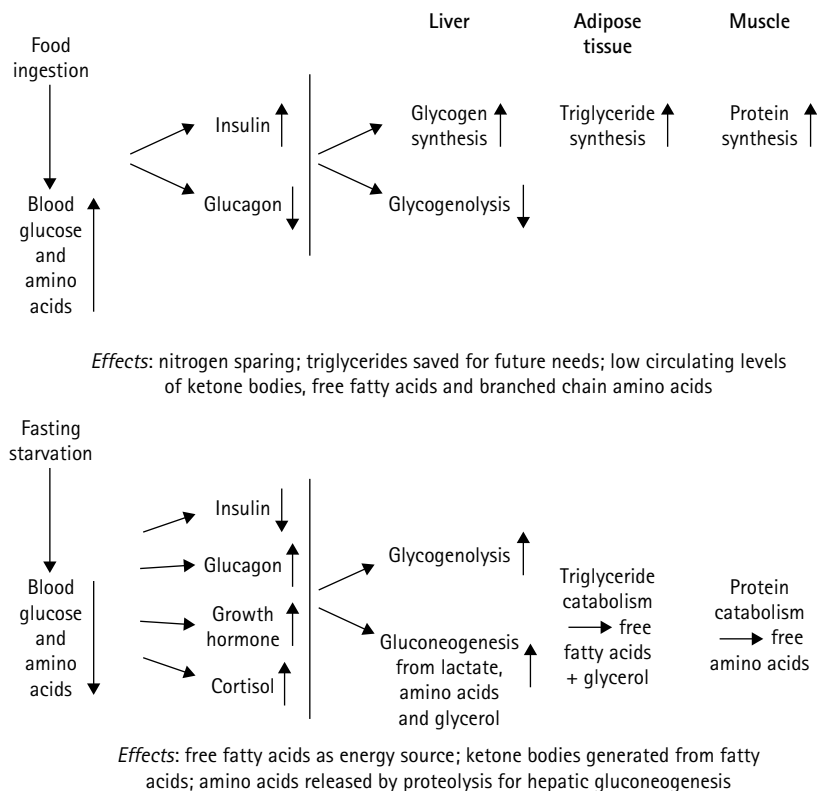 Liver
Adipose
tissue
Muscle
Food
ingestion
Insulin
Glucagon
Blood
glucose
and
amino
acids
Glycogen
synthesis
Glycogenolysis
Triglyceride
synthesis
Protein
synthesis
Effects: nitrogen sparing; triglycerides saved for future needs; low circulating levels
of ketone bodies, free fatty acids and branched chain amino acids
Fasting
starvation
Blood
glucose
and
amino
acids
Insulin
Glucagon
Growth
hormone
Cortisol
Glycogenolysis
Gluconeogenesis
from lactate,
amino acids
and glycerol
Triglyceride
catabolism
free
fatty acids
+ glycerol
Protein
catabolism
free
amino acids
Effects: free fatty acids as energy source; ketone bodies generated from fatty
acids; amino acids released by proteolysis for hepatic gluconeogenesis